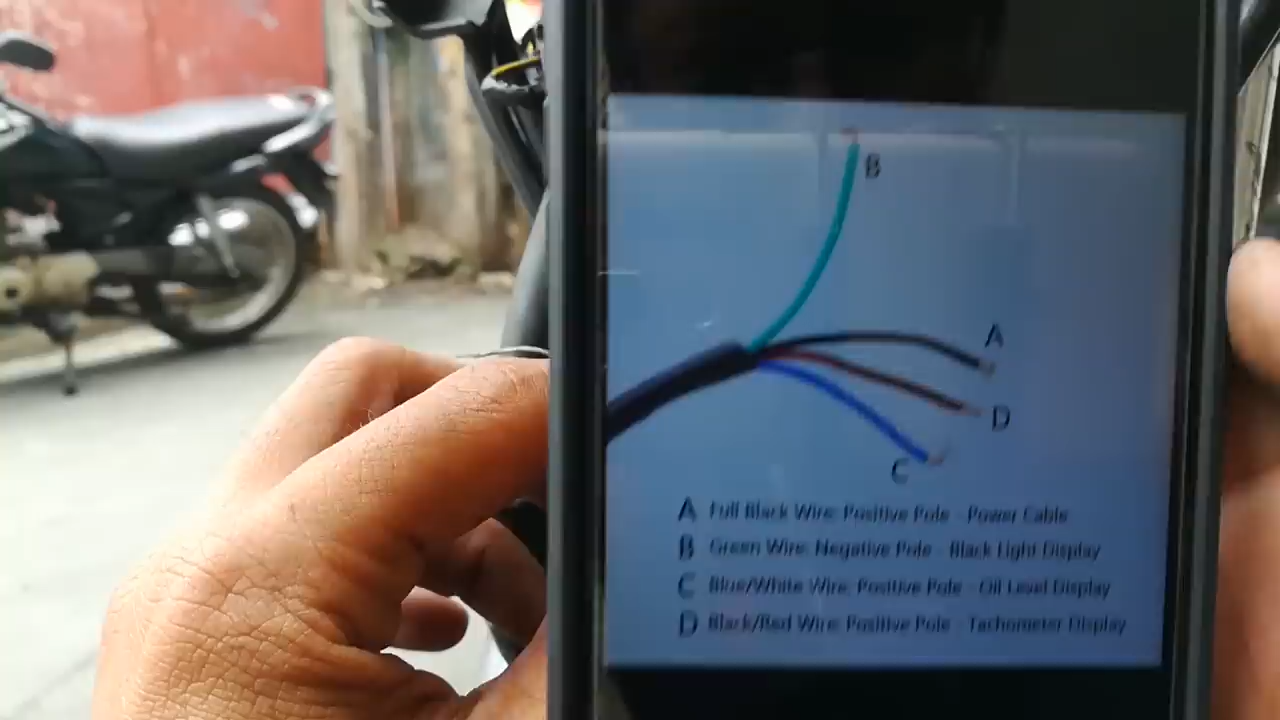 B
A
D
C
A Full Black Wire: Positive Pole - Power Cable
B Green Wire: Negative Pole - Black Light Display
C Blue/White Wire: Positive Pole - Oil Level Display
D Black/Red Wire: Positive Pole - Tachometer Display